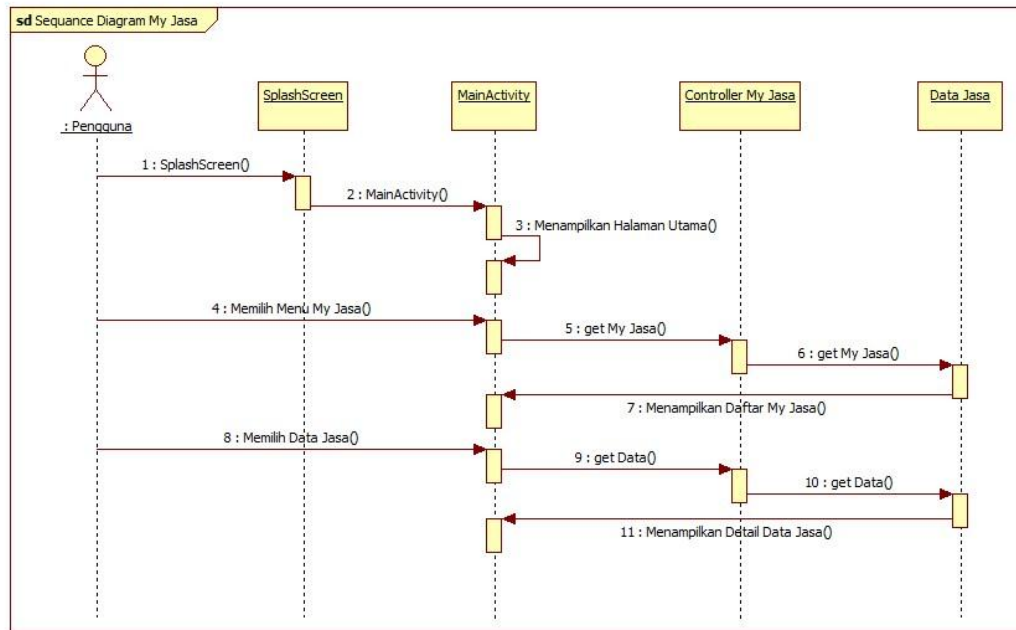 sd Sequance Diagram My Jasa
: Pengguna
SplashScreen
MainActivity
Controller My Jasa
Data Jasa
1 : SplashScreen()
2 : MainActivity()
3 : Menampilkan Halaman Utama()
4 : Memilih Menu My Jasa()
5 : get My Jasa()
6 : get My Jasa()
7 : Menampilkan Daftar My Jasa()
8 : Memilih Data Jasa()
9 : get Data()
10 : get Data()
11 : Menampilkan Detail Data Jasa()